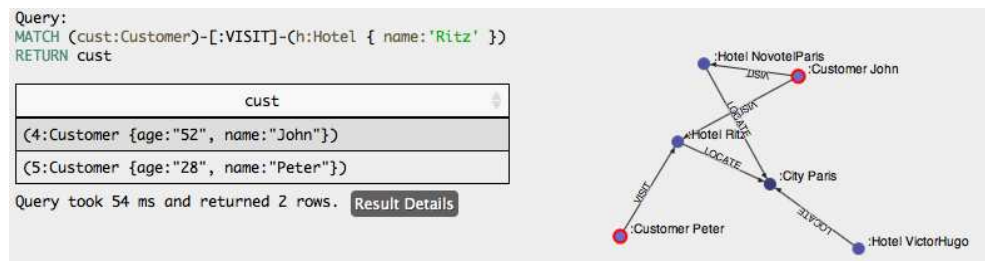 Query:
MATCH (cust:Customer)-[:VISIT]-(h:Hotel { name:'Ritz' })
RETURN cust
cust
(4:Customer {age:"52", name:"John"})
(5:Customer {age:"28", name:"Peter"})
Query took 54 ms and returned 2 rows. Result Details
:Hotel NovotelParis
:Customer John
VISIT
VISIT
LOCATE
:Hotel Ritz
LOCATE
:City Paris
VISIT
LOCATE
:Customer Peter
:Hotel VictorHugo